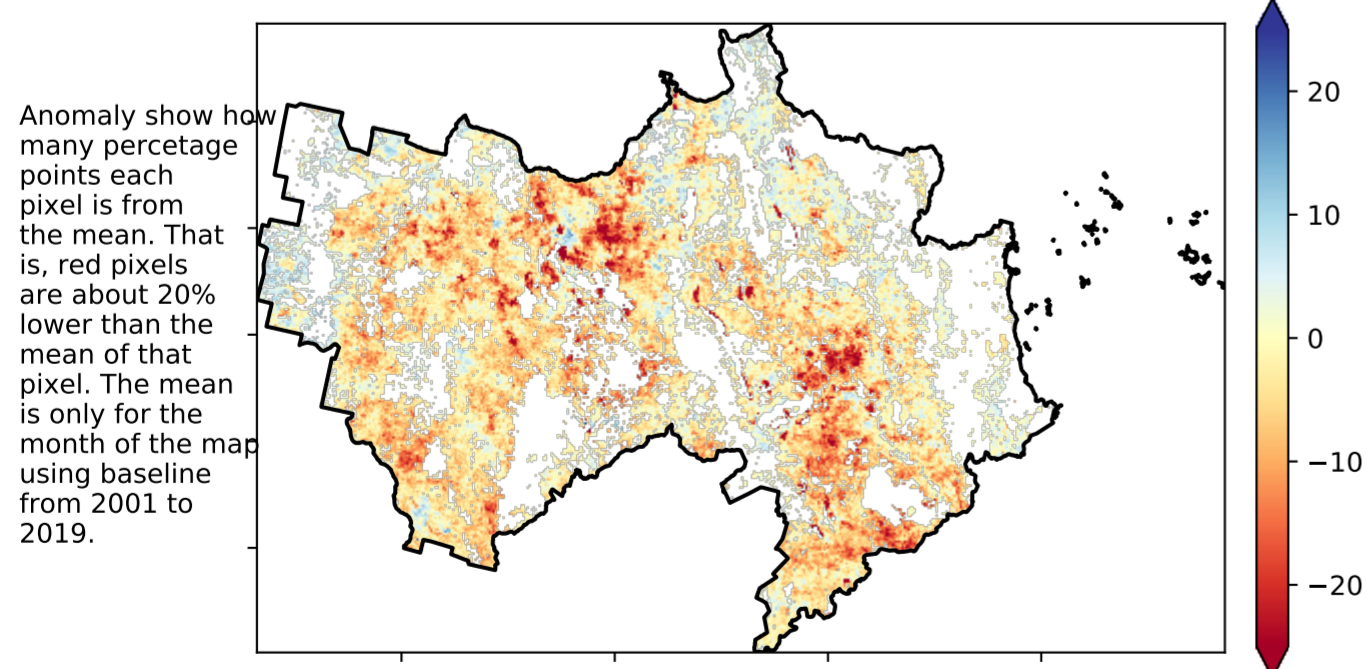 Anomaly show how
many percetage
points each
pixel is from
the mean. That
is, red pixels
are about 20%
lower than the
mean of that
pixel. The mean
is only for the
month of the map
using baseline
from 2001 to
2019.
20
10
0
−10
−20